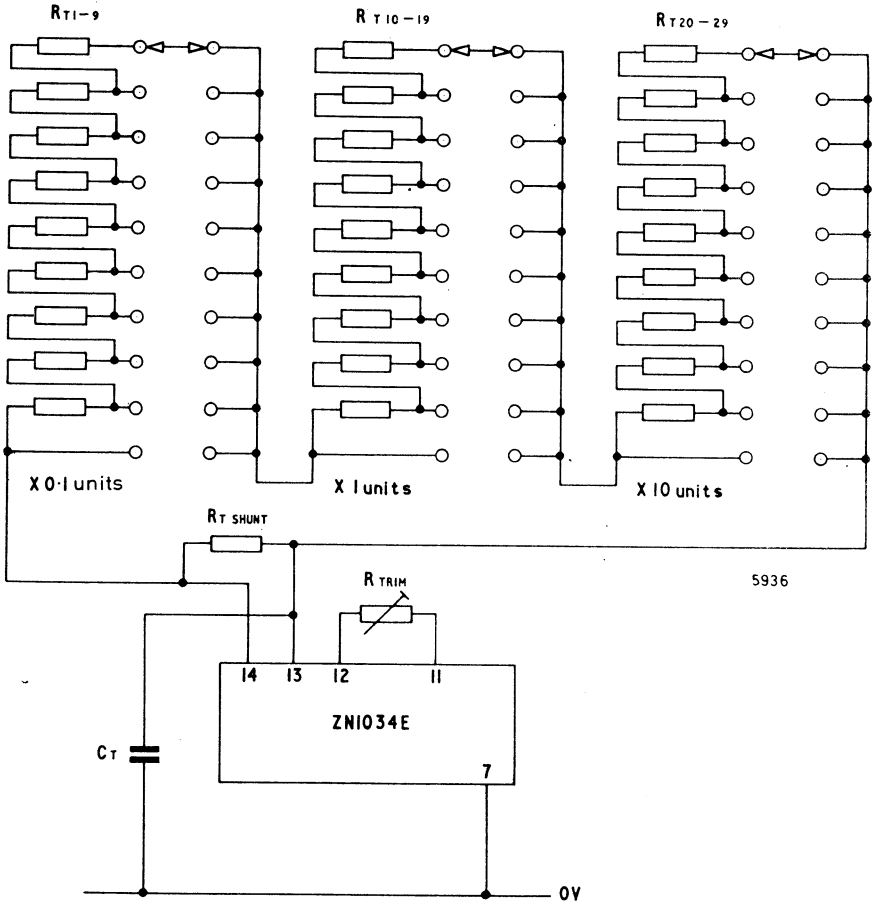 RT1-9
RT10-19
RT20-29
X 0·1 units
X 1 units
X 10 units
RT SHUNT
5936
R TRIM
14
13
12
11
ZN1034E
CT
7
0V